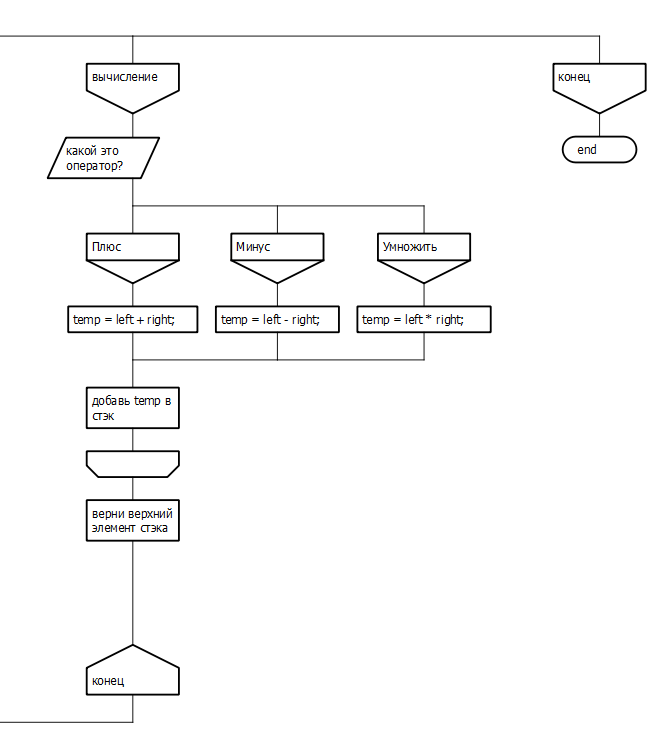 вычисление
конец
какой это
оператор?
end
Плюс
Минус
Умножить
temp = left + right;
temp = left - right;
temp = left * right;
добавь temp в
стэк
верни верхний
элемент стэка
конец